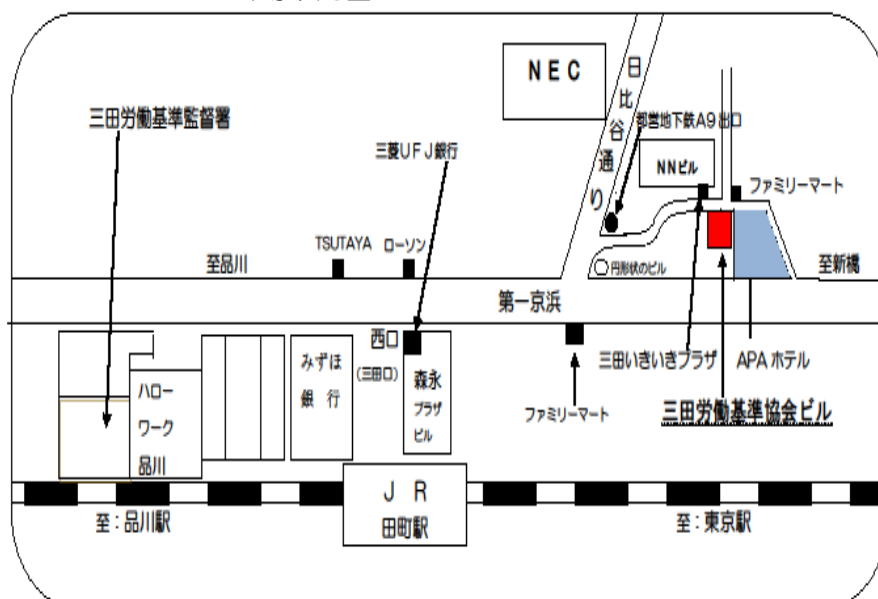 NEC
日比谷通り
都営地下鉄A9出口
三田労働基準監督署
三菱UFJ銀行
NNビル
ファミリーマート
TSUTAYA ローソン
至品川
円形状のビル
至新橋
第一京浜
西口
(三田口)
みずほ
銀行
森永
プラザ
ビル
ハロー
ワーク
品川
三田いきいきプラザ
APAホテル
ファミリーマート
三田労働基準協会ビル
JR
田町駅
至:品川駅
至:東京駅